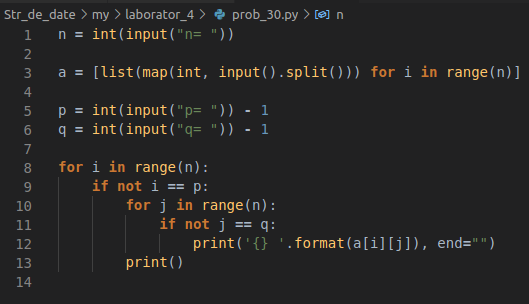 Str_de_date > my > laborator_4 > prob_30.py > n
1 n = int(input("n= "))
2
3 a = [list(map(int, input().split())) for i in range(n)]
4
5 p = int(input("p= ")) - 1
6 q = int(input("q= ")) - 1
7
8 for i in range(n):
9     if not i == p:
10         for j in range(n):
11             if not j == q:
12                 print('{} '.format(a[i][j]), end="")
13         print()
14